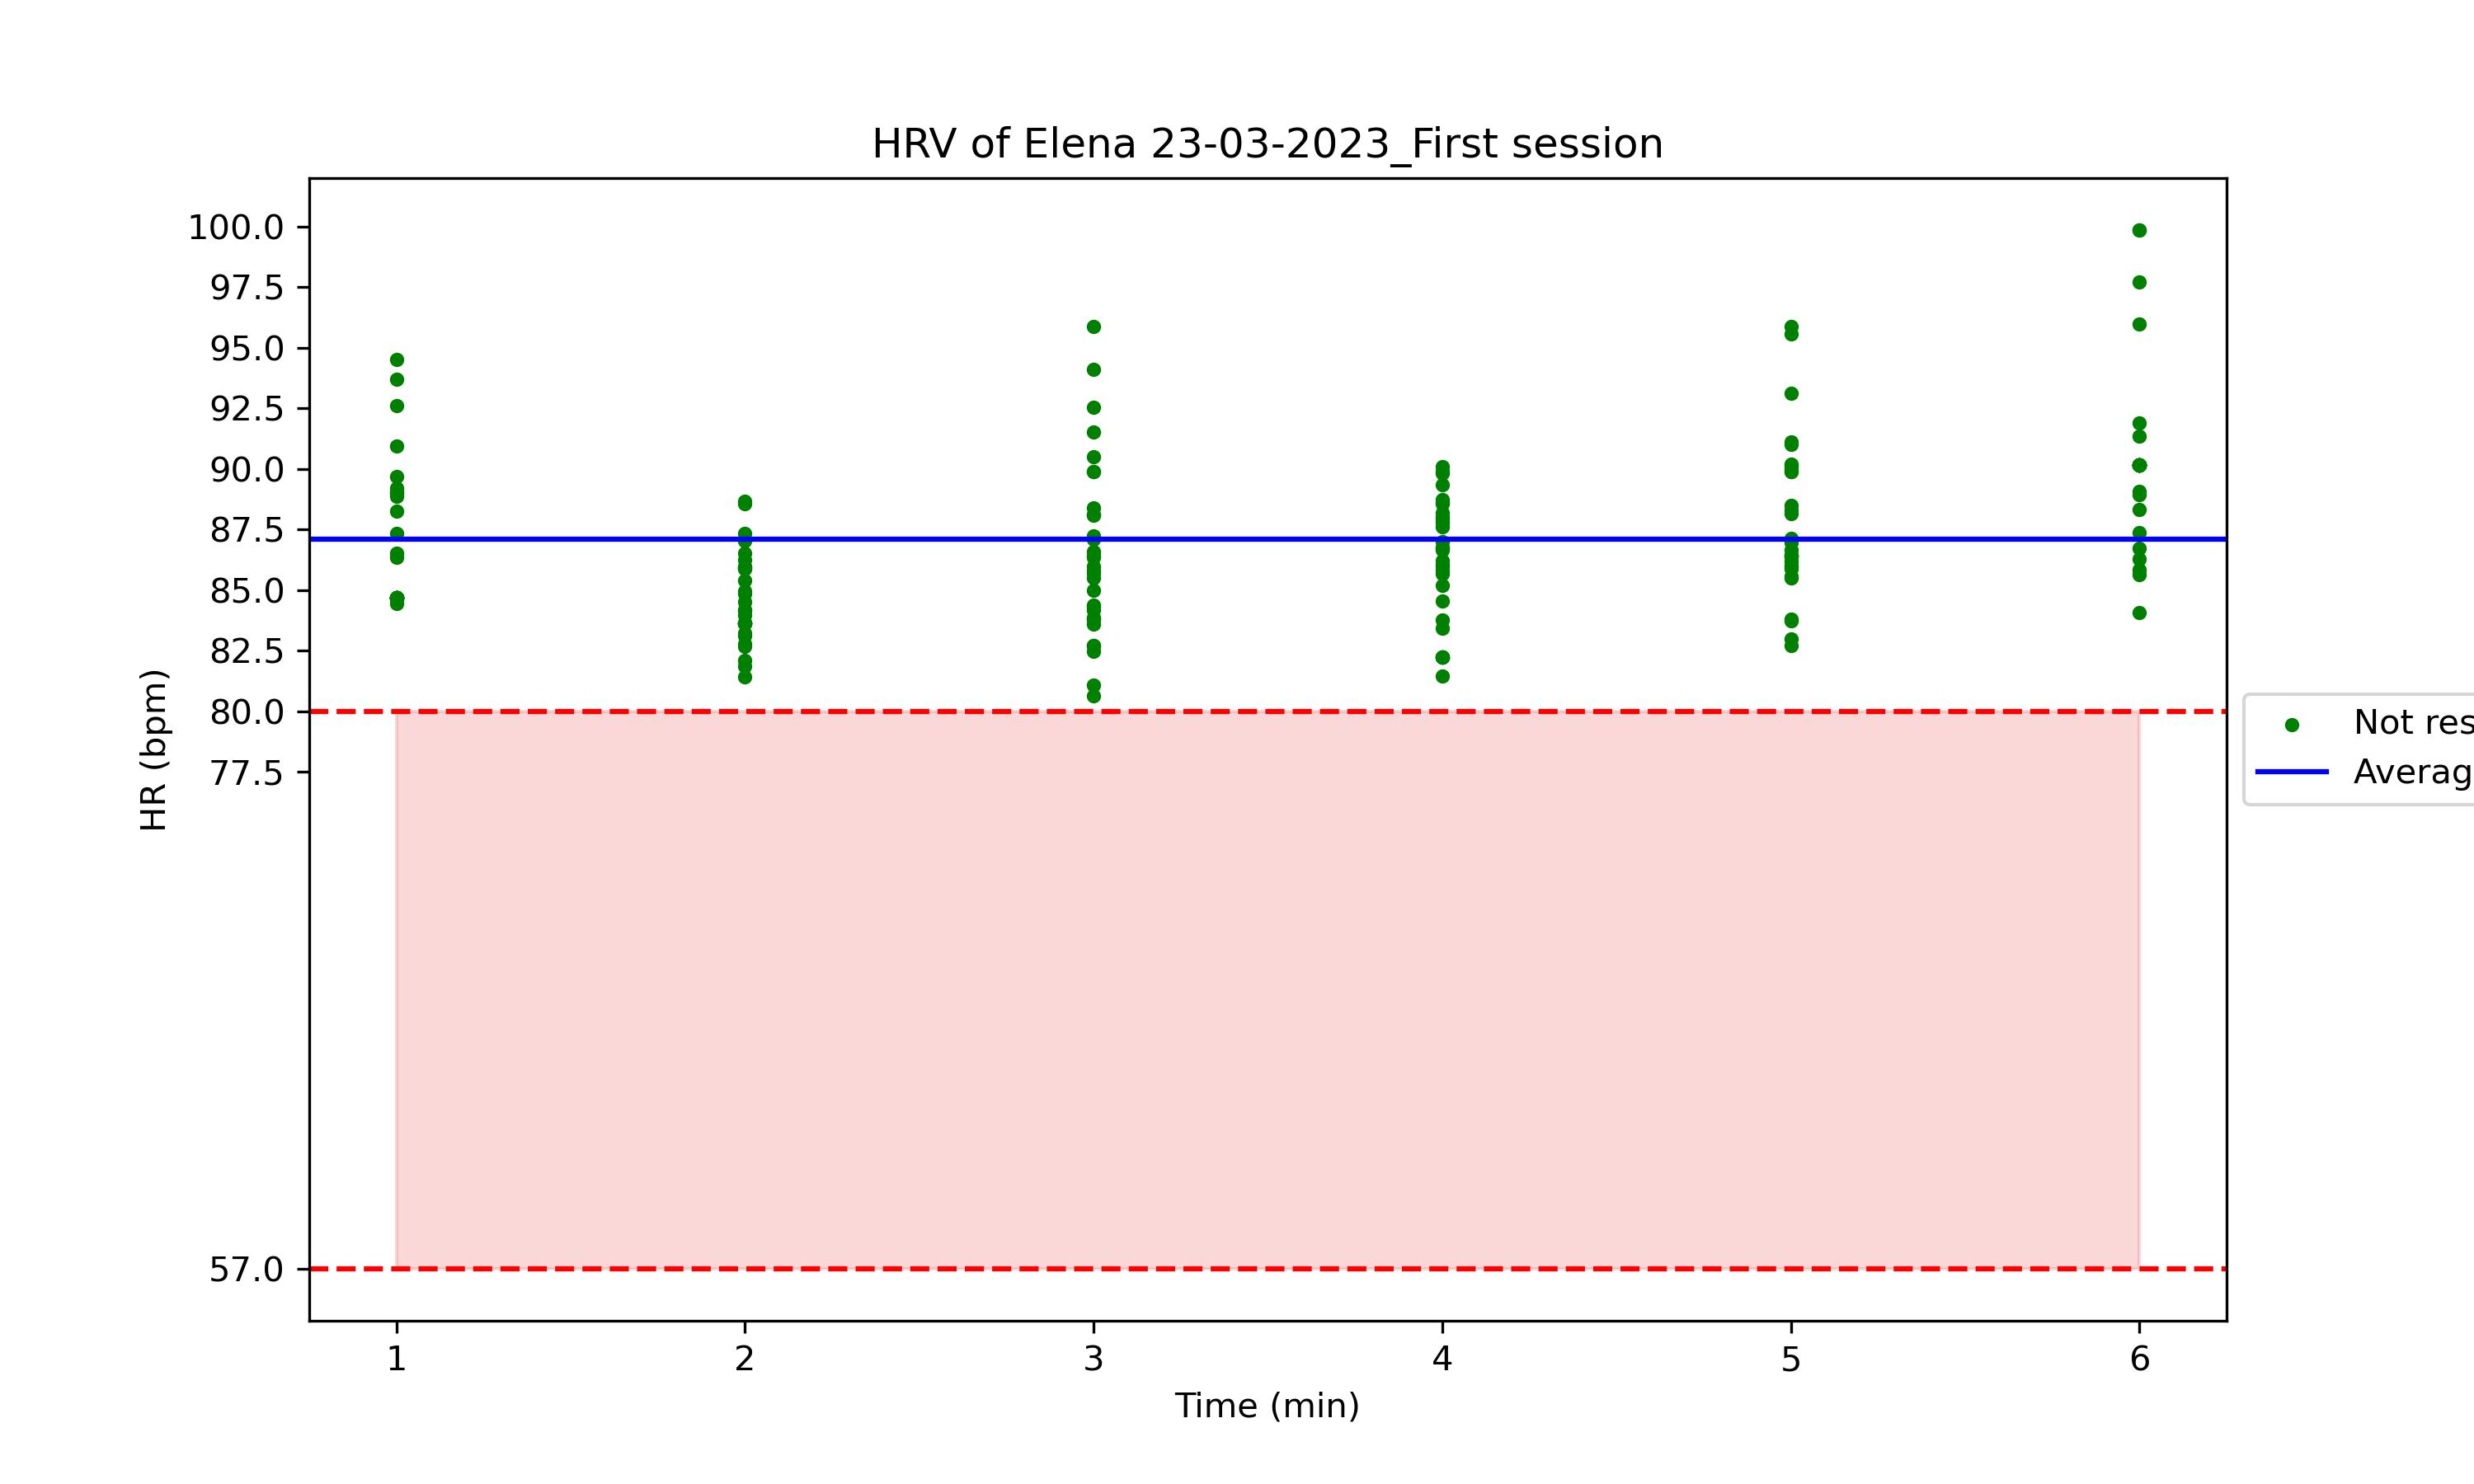 HRV of Elena 23-03-2023_First session
100.0
97.5
95.0
92.5
90.0
87.5
85.0
82.5
80.0
77.5
57.0
HR (bpm)
1 2 3 4 5 6
Time (min)
Not res
Averag